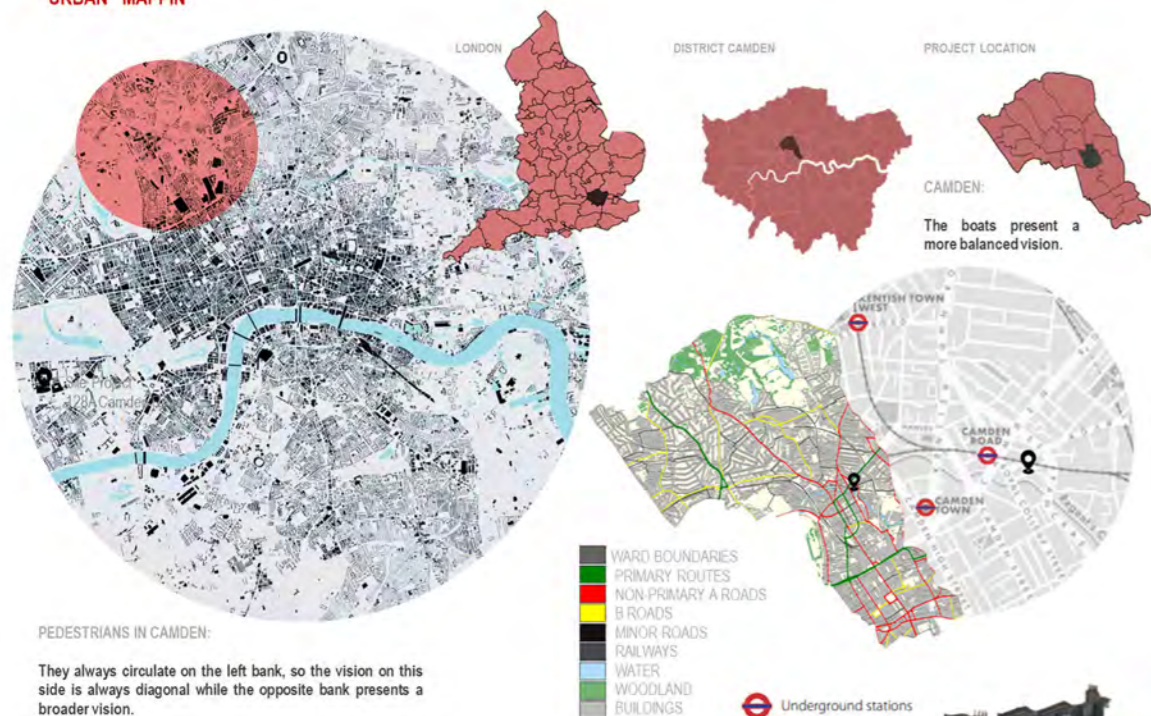 "URBAN" MAPPIN
LONDON
DISTRICT CAMDEN
PROJECT LOCATION
CAMDEN:
The boats present a
more balanced vision.
KENTISH TOWN
WEST
CAMDEN
ROAD
CAMDEN
TOWN
Project
128A Camden
WARD BOUNDARIES
PRIMARY ROUTES
NON-PRIMARY A ROADS
B ROADS
MINOR ROADS
RAILWAYS
WATER
WOODLAND
BUILDINGS
Underground stations
PEDESTRIANS IN CAMDEN:
They always circulate on the left bank, so the vision on this
side is always diagonal while the opposite bank presents a
broader vision.